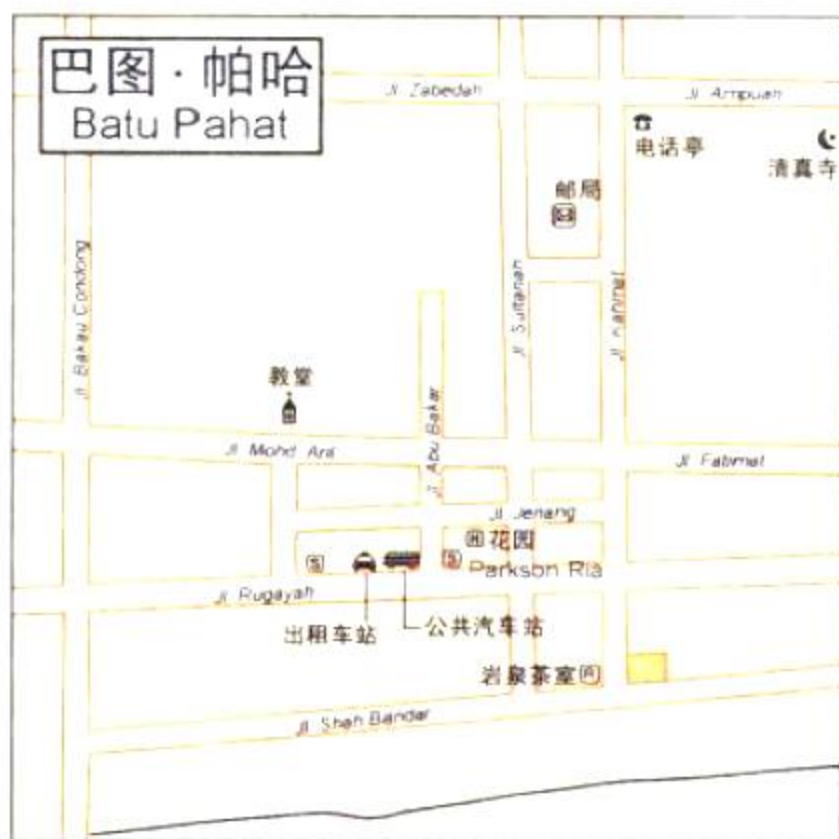 巴图·帕哈
Batu Pahat
Jl Zabedah
Jl Ampuan
电话亭
清真寺
邮局
Jl Bakau Condong
Jl Sultanah
教堂
Jl Abu Bakar
Jl Mohd Ara
Jl Fatimat
Jl Jenang
H 花园
S
S
Parkson Ria
Jl Rugayah
出租车站
公共汽车站
岩泉茶室
Jl Shah Bandar